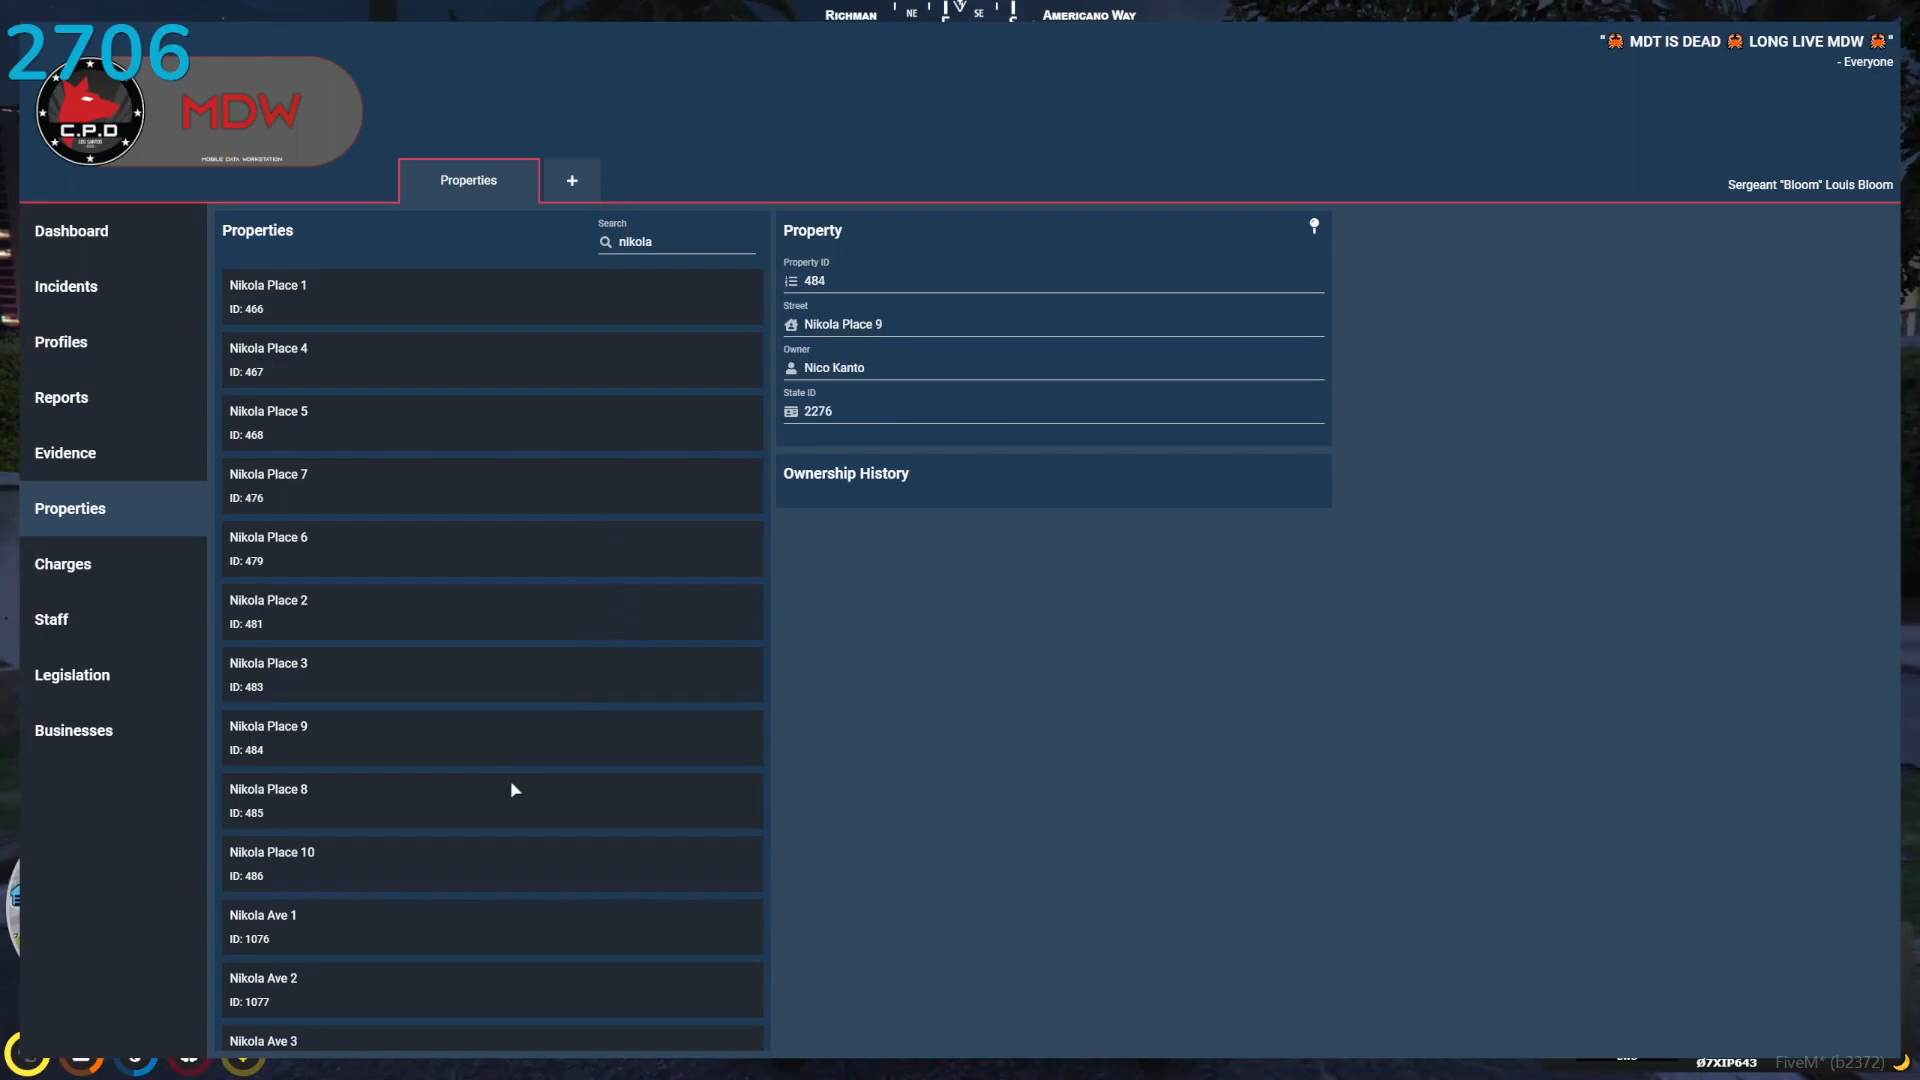 RICHMAN NE E SE S AMERICANO WAY
2706
"🦀 MDT IS DEAD 🦀 LONG LIVE MDW 🦀"
- Everyone
C.P.D
LOS SANTOS
MDW
MOBILE DATA WORKSTATION
Properties
+
Sergeant "Bloom" Louis Bloom
Dashboard
Incidents
Profiles
Reports
Evidence
Properties
Charges
Staff
Legislation
Businesses
Properties
Search
nikola
Nikola Place 1
ID: 466
Nikola Place 4
ID: 467
Nikola Place 5
ID: 468
Nikola Place 7
ID: 476
Nikola Place 6
ID: 479
Nikola Place 2
ID: 481
Nikola Place 3
ID: 483
Nikola Place 9
ID: 484
Nikola Place 8
ID: 485
Nikola Place 10
ID: 486
Nikola Ave 1
ID: 1076
Nikola Ave 2
ID: 1077
Nikola Ave 3
Property
Property ID
484
Street
Nikola Place 9
Owner
Nico Kanto
State ID
2276
Ownership History
07XIP643
FiveM* (b2372)